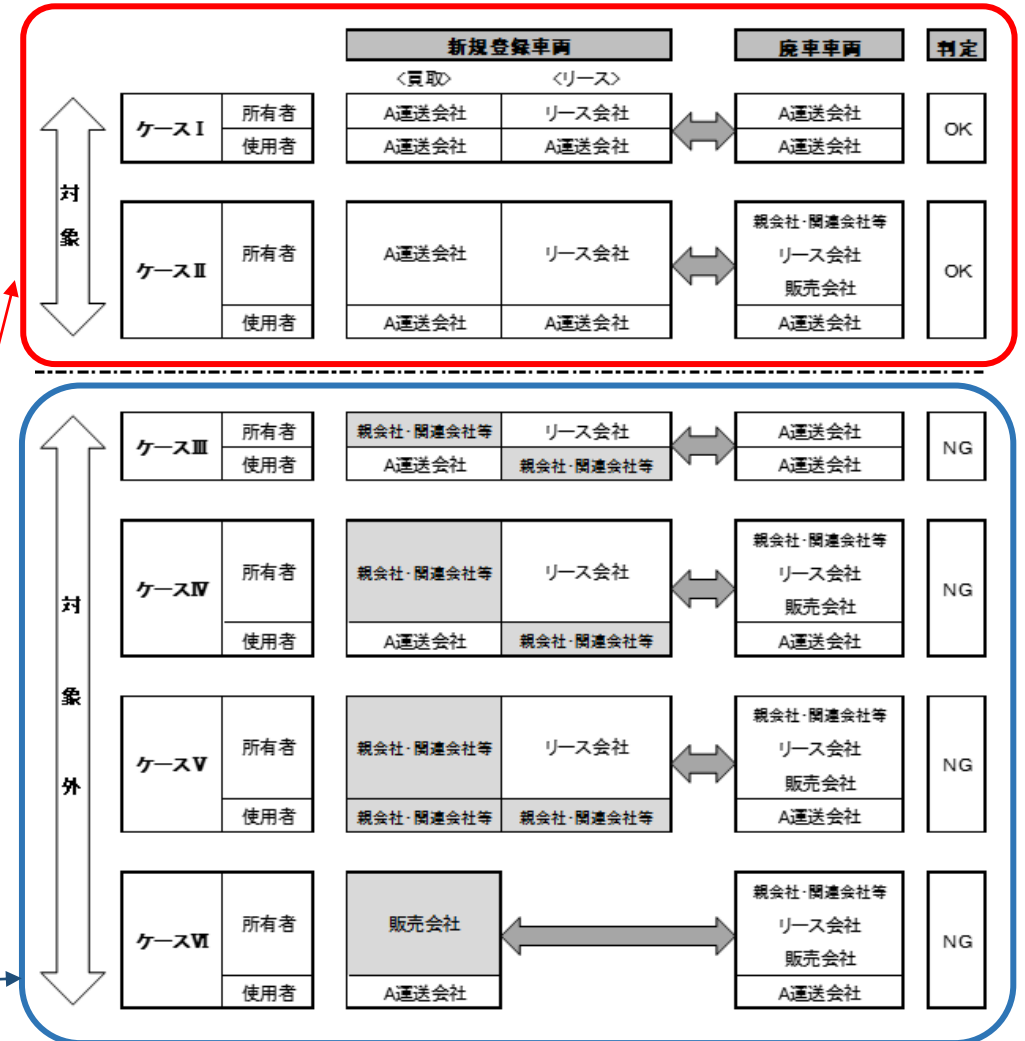 新規登録車両 廃車車両 判定
<買取> <リース>
対象
ケースⅠ 所有者 A運送会社 リース会社 A運送会社 OK
使用者 A運送会社 A運送会社 A運送会社
ケースⅡ 所有者 A運送会社 リース会社 親会社・関連会社等 OK
リース会社
販売会社
使用者 A運送会社 A運送会社 A運送会社
対象外
ケースⅢ 所有者 親会社・関連会社等 リース会社 A運送会社 NG
使用者 A運送会社 親会社・関連会社等 A運送会社
ケースⅣ 所有者 親会社・関連会社等 リース会社 親会社・関連会社等 NG
リース会社
販売会社
使用者 A運送会社 親会社・関連会社等 A運送会社
ケースⅤ 所有者 親会社・関連会社等 リース会社 親会社・関連会社等 NG
リース会社
販売会社
使用者 親会社・関連会社等 親会社・関連会社等 A運送会社
ケースⅥ 所有者 販売会社 親会社・関連会社等 NG
リース会社
販売会社
使用者 A運送会社 A運送会社